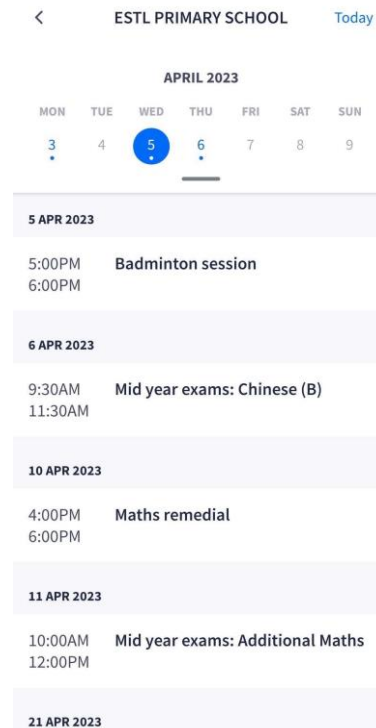 ESTL PRIMARY SCHOOL Today
APRIL 2023
MON TUE WED THU FRI SAT SUN
3 4 5 6 7 8 9
5 APR 2023
5:00PM Badminton session
6:00PM
6 APR 2023
9:30AM Mid year exams: Chinese (B)
11:30AM
10 APR 2023
4:00PM Maths remedial
6:00PM
11 APR 2023
10:00AM Mid year exams: Additional Maths
12:00PM
21 APR 2023